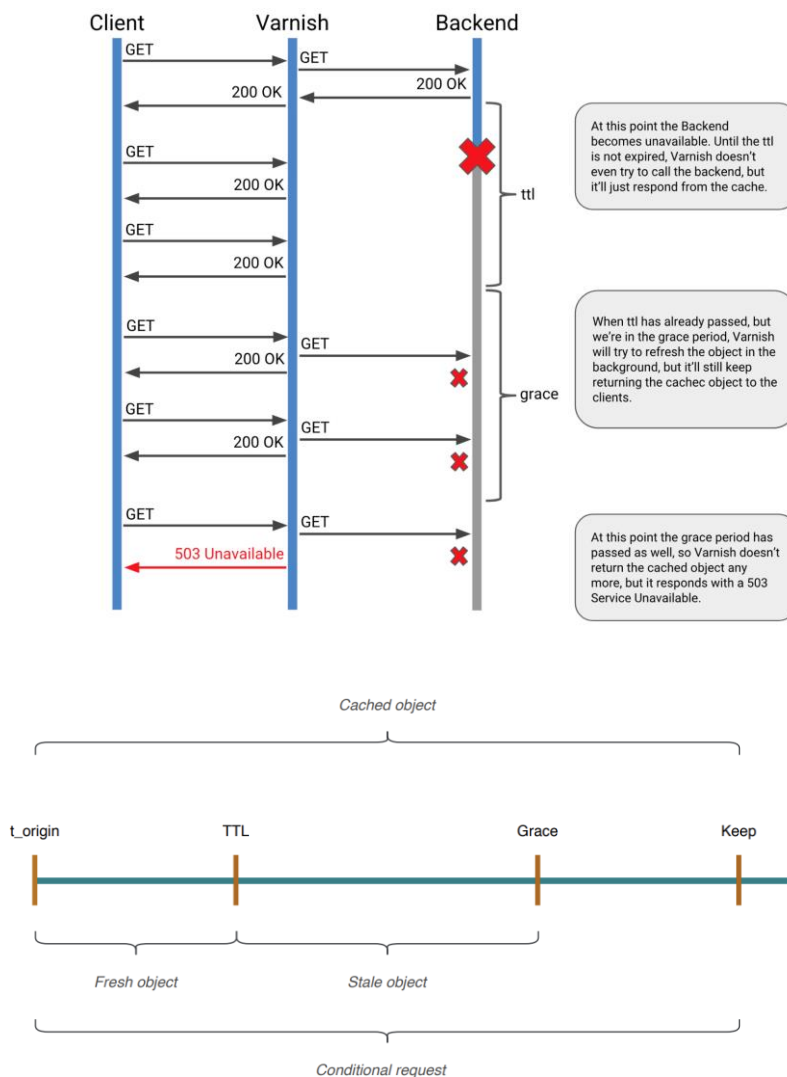 Client Varnish Backend
GET
GET
200 OK
200 OK
At this point the Backend
becomes unavailable. Until the ttl
is not expired, Varnish doesn't
even try to call the backend, but
it'll just respond from the cache.
GET
200 OK
ttl
GET
200 OK
When ttl has already passed, but
we're in the grace period, Varnish
will try to refresh the object in the
background, but it'll still keep
returning the cachec object to the
clients.
GET
GET
200 OK
grace
GET
GET
200 OK
GET
GET
503 Unavailable
At this point the grace period has
passed as well, so Varnish doesn't
return the cached object any
more, but it responds with a 503
Service Unavailable.
Cached object
t_origin TTL Grace Keep
Fresh object Stale object
Conditional request